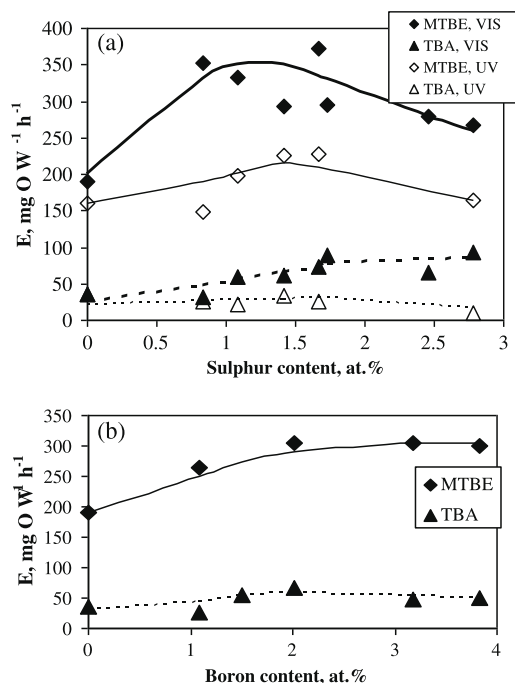 (a)
MTBE, VIS
TBA, VIS
MTBE, UV
TBA, UV
E, mg O W⁻¹ h⁻¹
400
350
300
250
200
150
100
50
0
0 0.5 1 1.5 2 2.5 3
Sulphur content, at.%
(b)
MTBE
TBA
E, mg O W¹ h⁻¹
350
300
250
200
150
100
50
0
0 1 2 3 4
Boron content, at.%